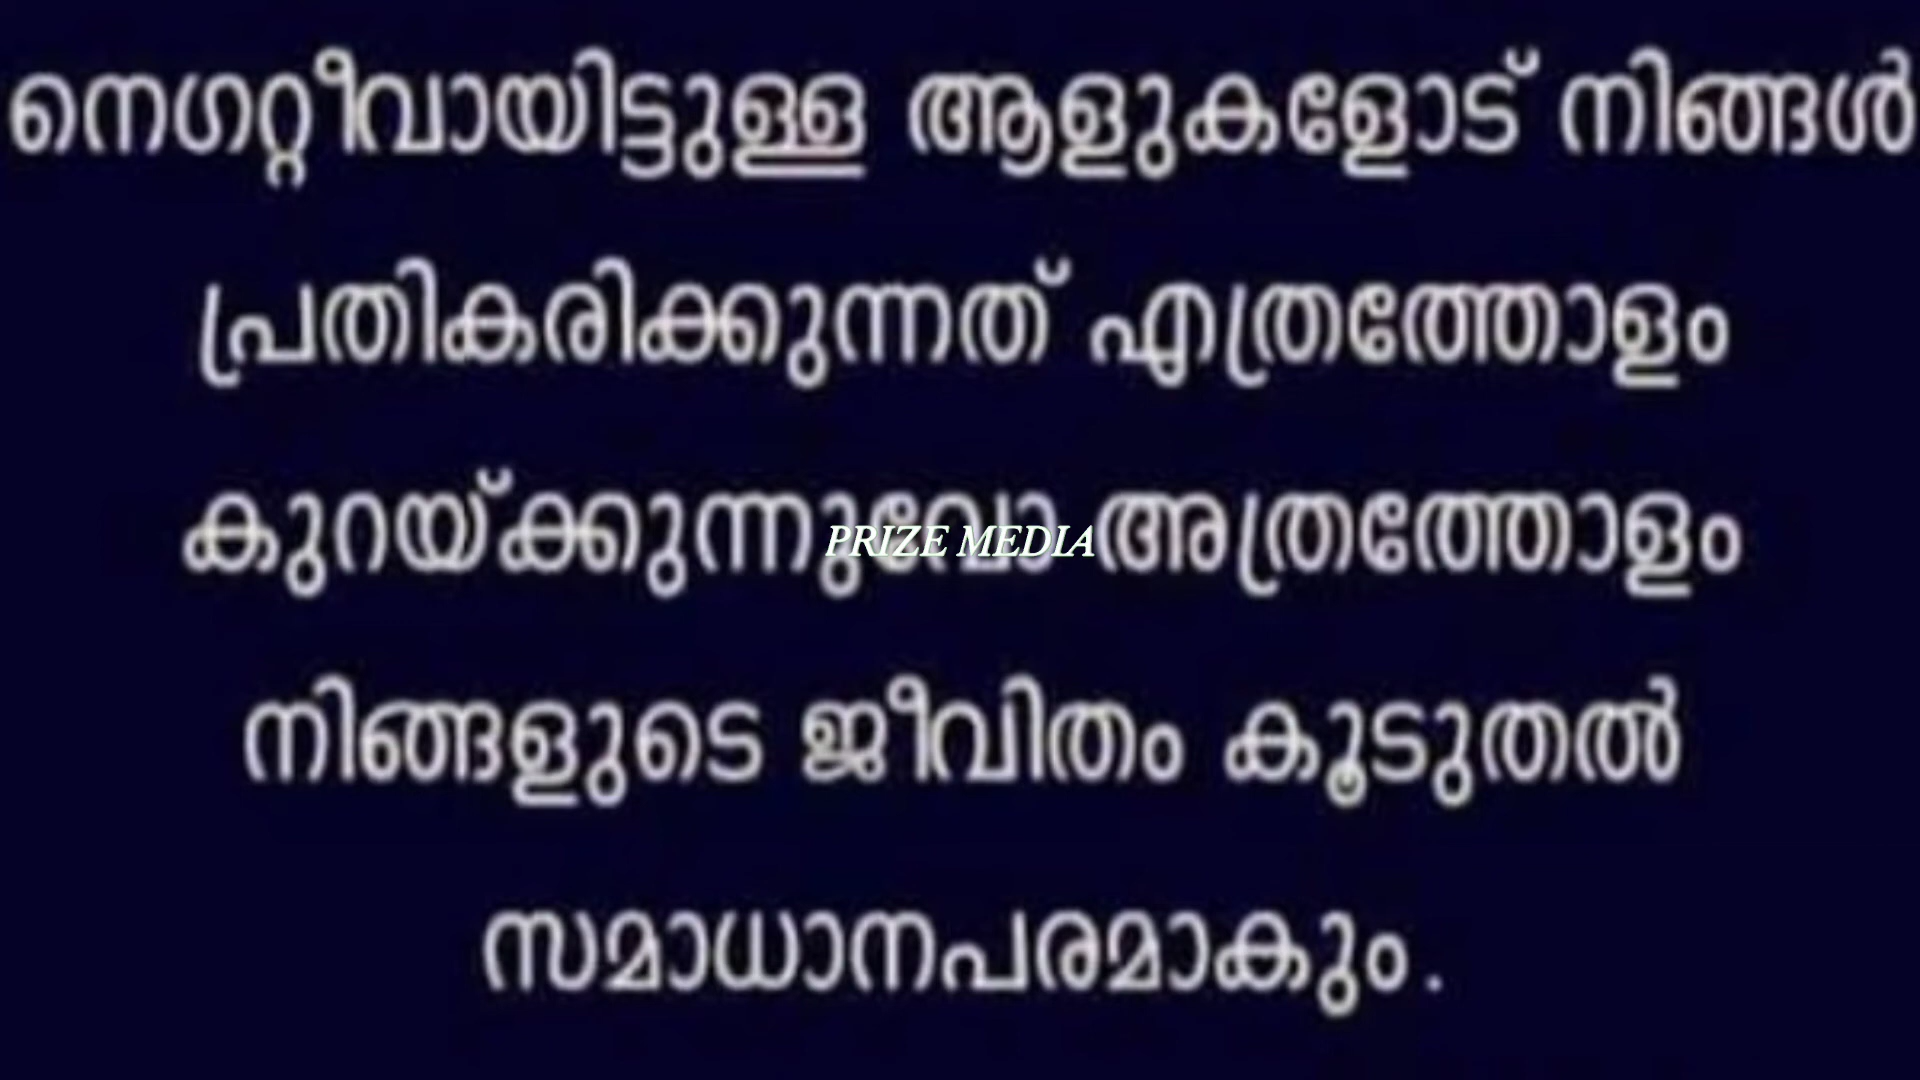 നെഗറ്റീവായിട്ടുള്ള ആളുകളോട് നിങ്ങൾ
പ്രതികരിക്കുന്നത് എത്രത്തോളം
കുറയ്ക്കുന്നുവോ അത്രത്തോളം
PRIZE MEDIA
നിങ്ങളുടെ ജീവിതം കൂടുതൽ
സമാധാനപരമാകും.